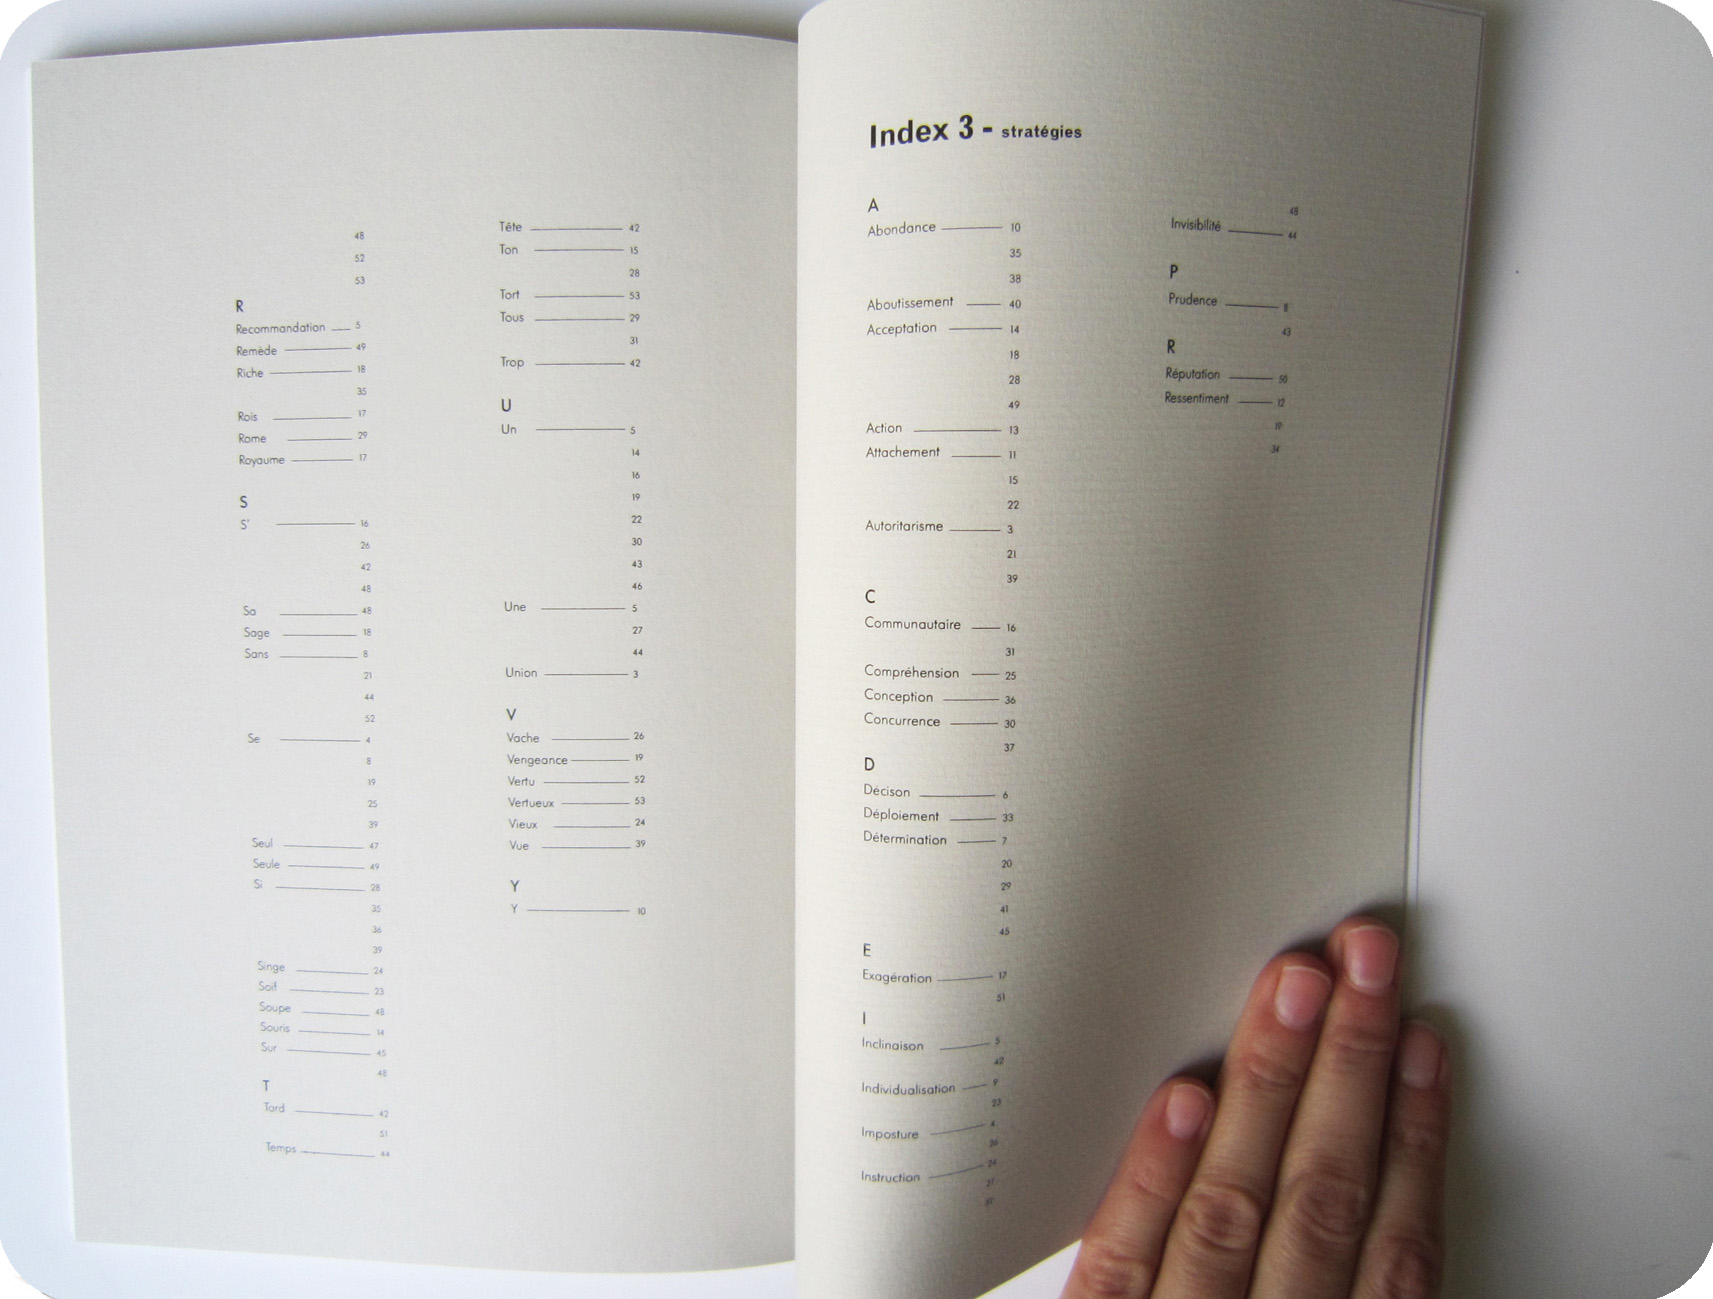 48
52
53
R
Recommandation 5
Remède 49
Riche 18
35
Rois 17
Rome 29
Royaume 17
S
S' 16
26
42
48
Sa 48
Sage 18
Sans 8
21
44
52
Se 4
8
19
25
39
Seul 47
Seule 49
Si 28
35
36
39
Singe 24
Soif 23
Soupe 48
Souris 14
Sur 45
48
T
Tard 42
51
Temps 44
Tête 42
Ton 15
28
Tort 53
Tous 29
31
Trop 42
U
Un 5
14
16
19
22
30
43
46
Une 5
27
44
Union 3
V
Vache 26
Vengeance 19
Vertu 52
Vertueux 53
Vieux 24
Vue 39
Y
Y 10
Index 3 - stratégies
A
Abondance 10
35
38
Aboutissement 40
Acceptation 14
18
28
49
Action 13
Attachement 11
15
22
Autoritarisme 3
21
39
C
Communautaire 16
31
Compréhension 25
Conception 36
Concurrence 30
37
D
Décison 6
Déploiement 33
Détermination 7
20
29
41
45
E
Exagération 17
51
I
Inclinaison 5
42
Individualisation 9
23
Imposture 4
26
Instruction 24
27
48
Invisibilité 44
P
Prudence 8
43
R
Réputation 50
Ressentiment 12
19
34